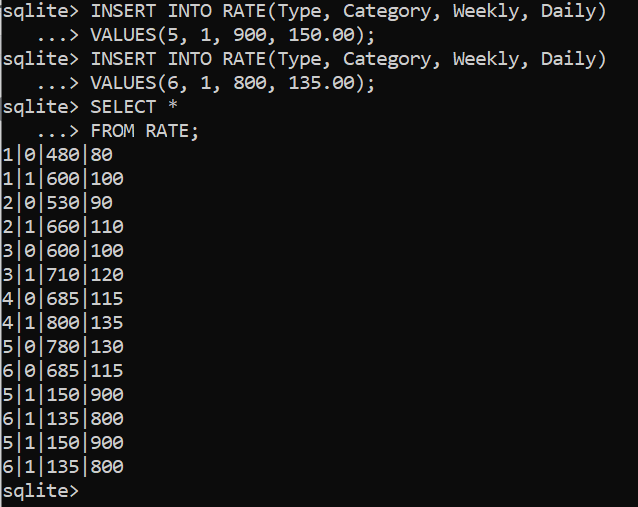 sqlite> INSERT INTO RATE(Type, Category, Weekly, Daily)
   ...> VALUES(5, 1, 900, 150.00);
sqlite> INSERT INTO RATE(Type, Category, Weekly, Daily)
   ...> VALUES(6, 1, 800, 135.00);
sqlite> SELECT *
   ...> FROM RATE;
1|0|480|80
1|1|600|100
2|0|530|90
2|1|660|110
3|0|600|100
3|1|710|120
4|0|685|115
4|1|800|135
5|0|780|130
6|0|685|115
5|1|150|900
6|1|135|800
5|1|150|900
6|1|135|800
sqlite>